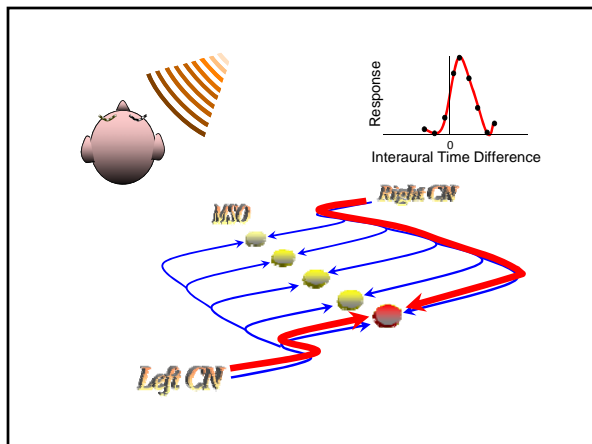 Response
0
Interaural Time Difference
Right CN
MSO
Left CN